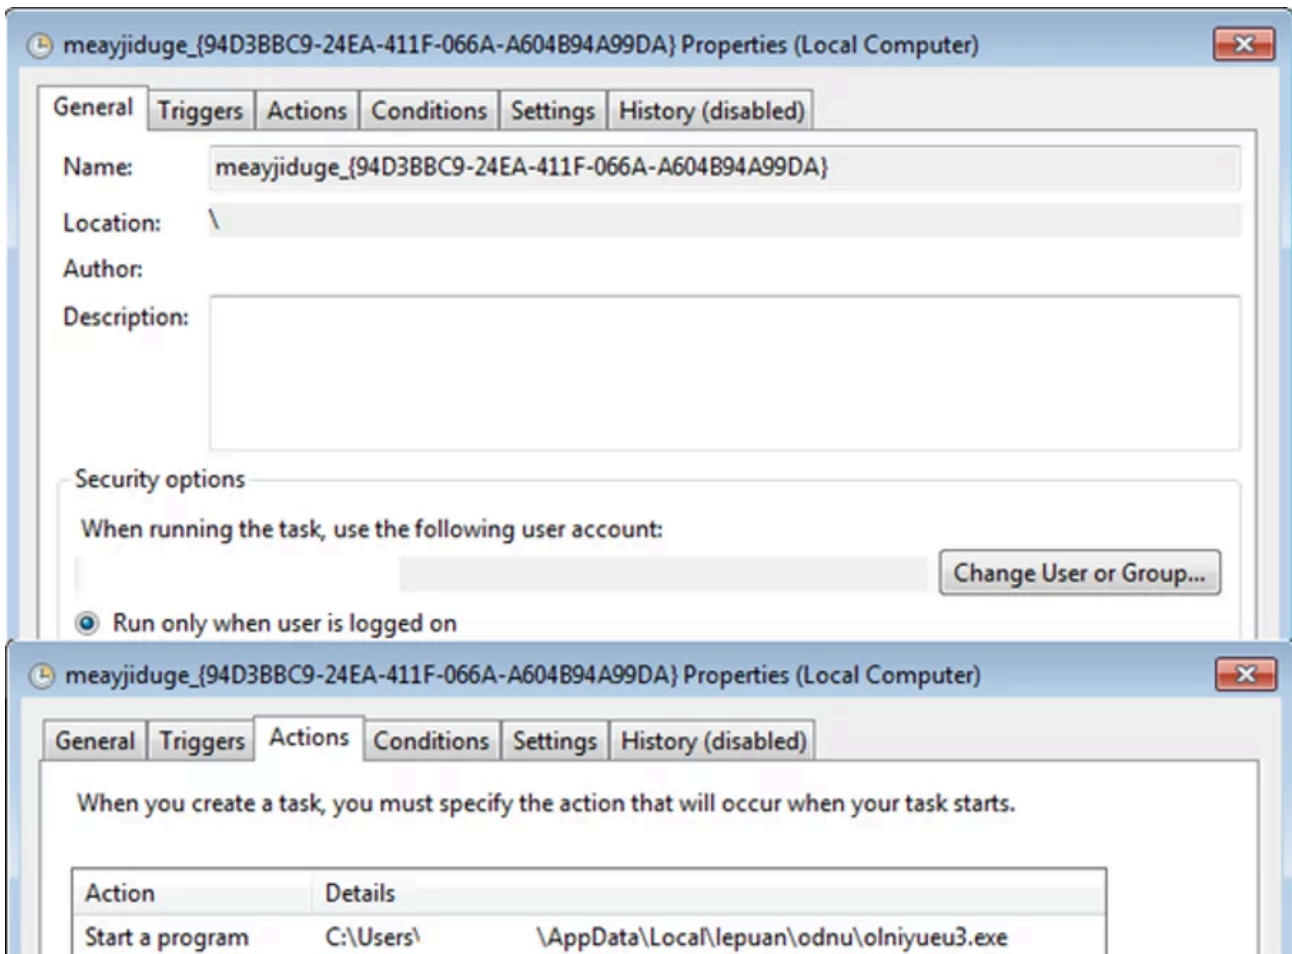 meayjiduge_{94D3BBC9-24EA-411F-066A-A604B94A99DA} Properties (Local Computer)
General Triggers Actions Conditions Settings History (disabled)
Name: meayjiduge_{94D3BBC9-24EA-411F-066A-A604B94A99DA}
Location: \
Author:
Description:
Security options
When running the task, use the following user account:
Change User or Group...
Run only when user is logged on
meayjiduge_{94D3BBC9-24EA-411F-066A-A604B94A99DA} Properties (Local Computer)
General Triggers Actions Conditions Settings History (disabled)
When you create a task, you must specify the action that will occur when your task starts.
Action Details
Start a program C:\Users\ \AppData\Local\lepuan\odnu\olniyueu3.exe